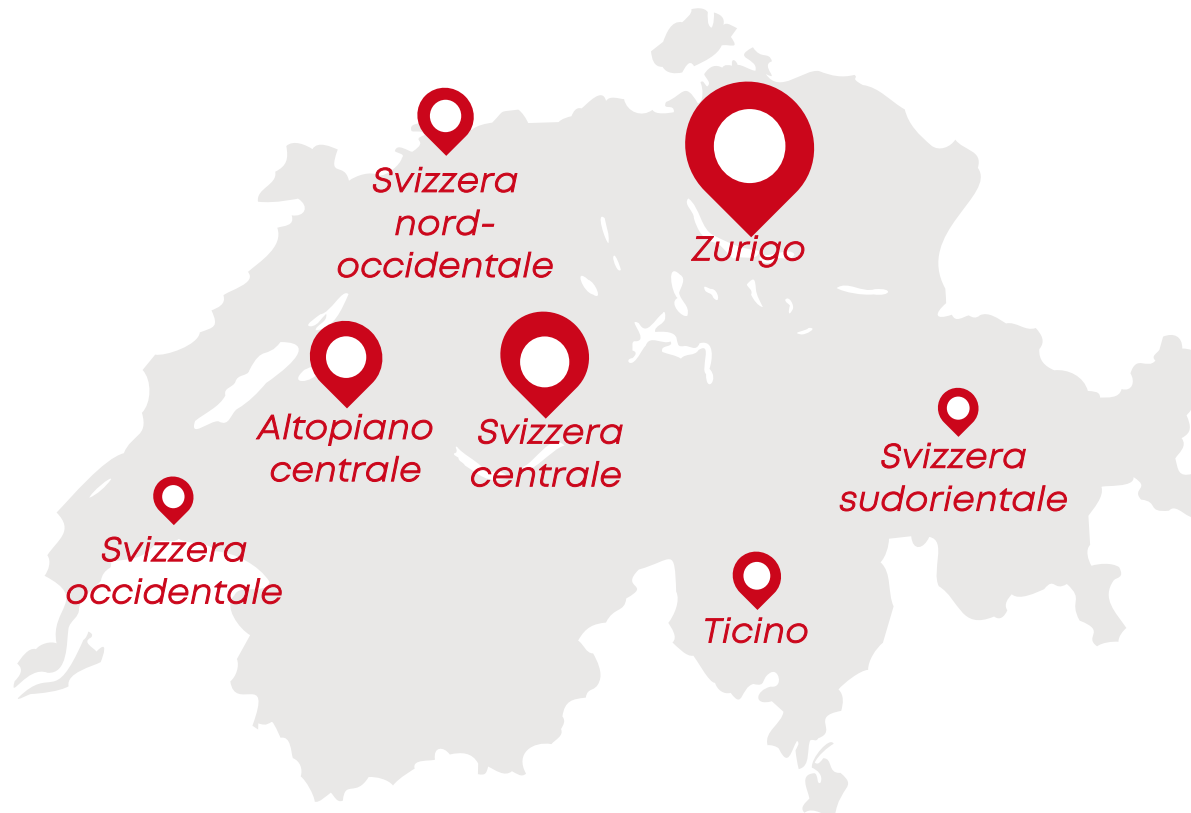 Svizzera
nord-
occidentale
Zurigo
Altopiano
centrale
Svizzera
centrale
Svizzera
sudorientale
Svizzera
occidentale
Ticino